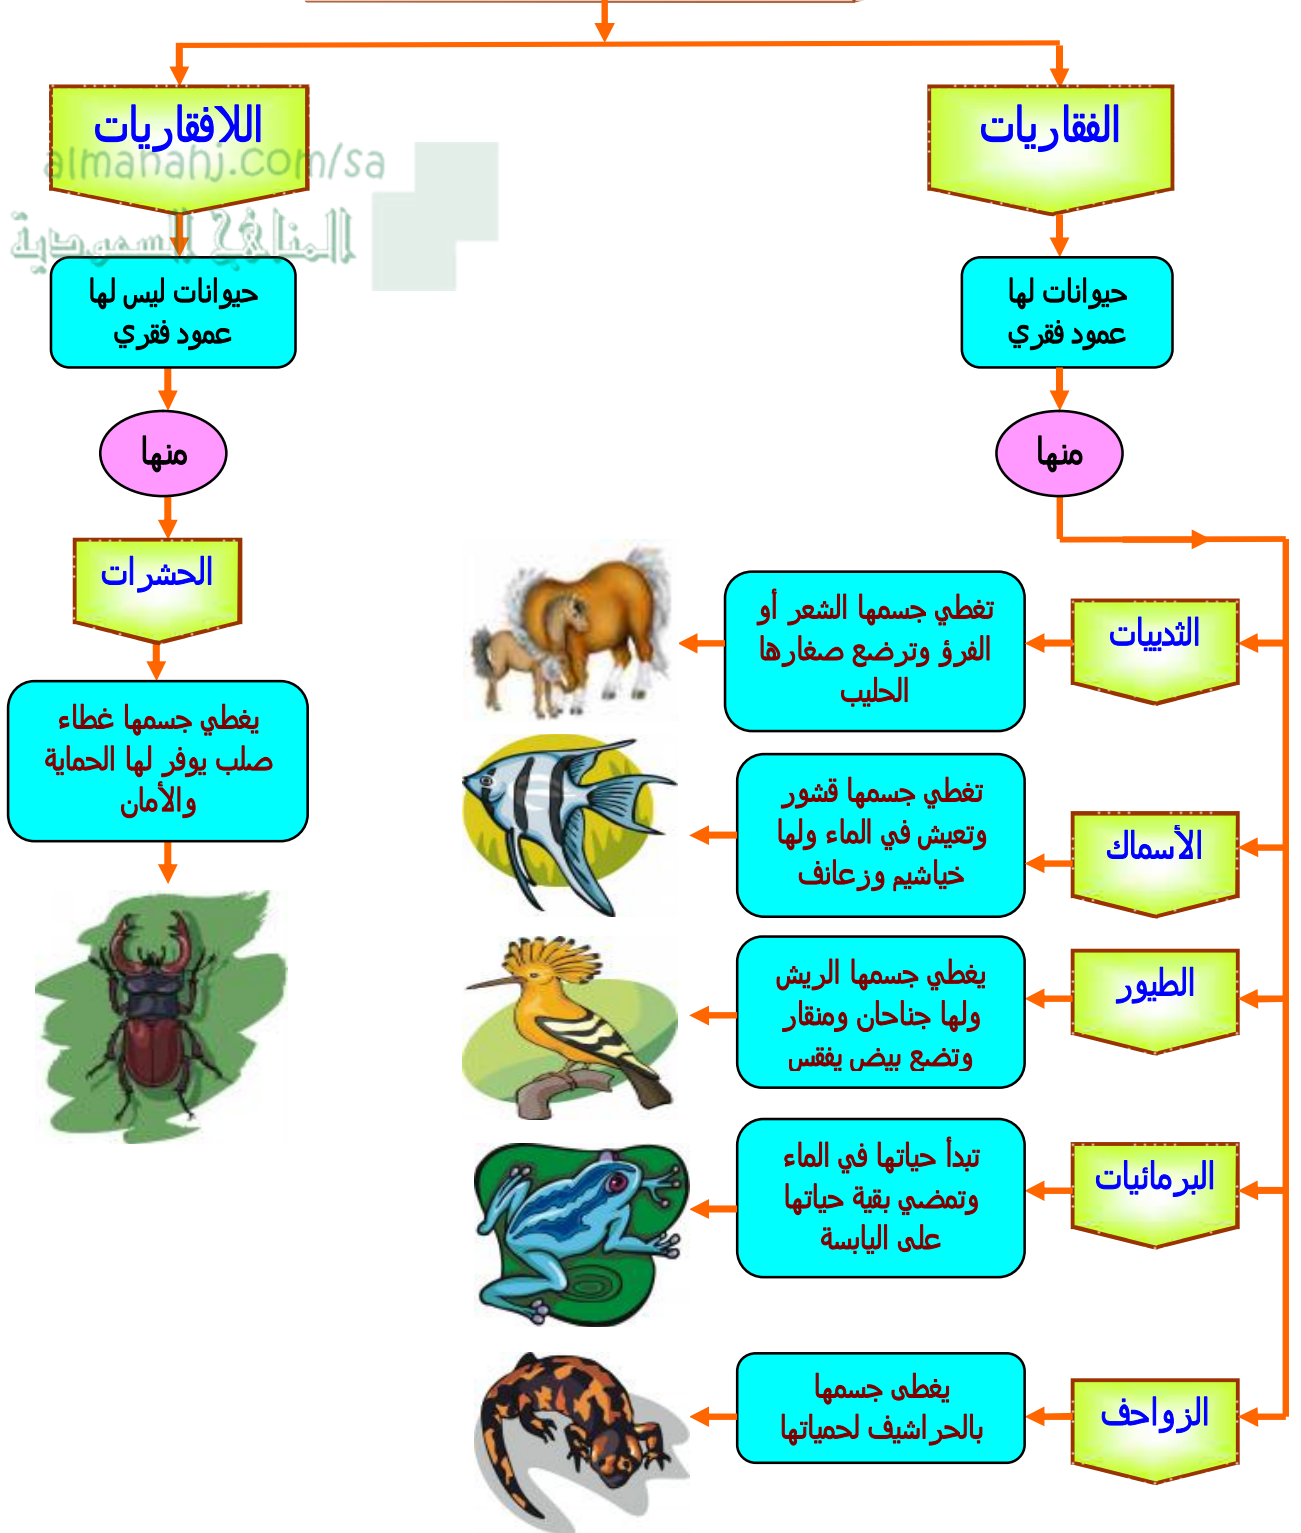 الفقاريات
اللافقاريات
almanahj.com/sa
المناهج السعودية
حيوانات لها
عمود فقري
حيوانات ليس لها
عمود فقري
منها
منها
الحشرات
يغطي جسمها غطاء
صلب يوفر لها الحماية
والأمان
الثدييات
تغطي جسمها الشعر أو
الفرؤ وترضع صغارها
الحليب
الأسماك
تغطي جسمها قشور
وتعيش في الماء ولها
خياشيم وزعانف
الطيور
يغطي جسمها الريش
ولها جناحان ومنقار
وتضع بيض يفقس
البرمائيات
تبدأ حياتها في الماء
وتمضي بقية حياتها
على اليابسة
الزواحف
يغطى جسمها
بالحراشيف لحمياتها